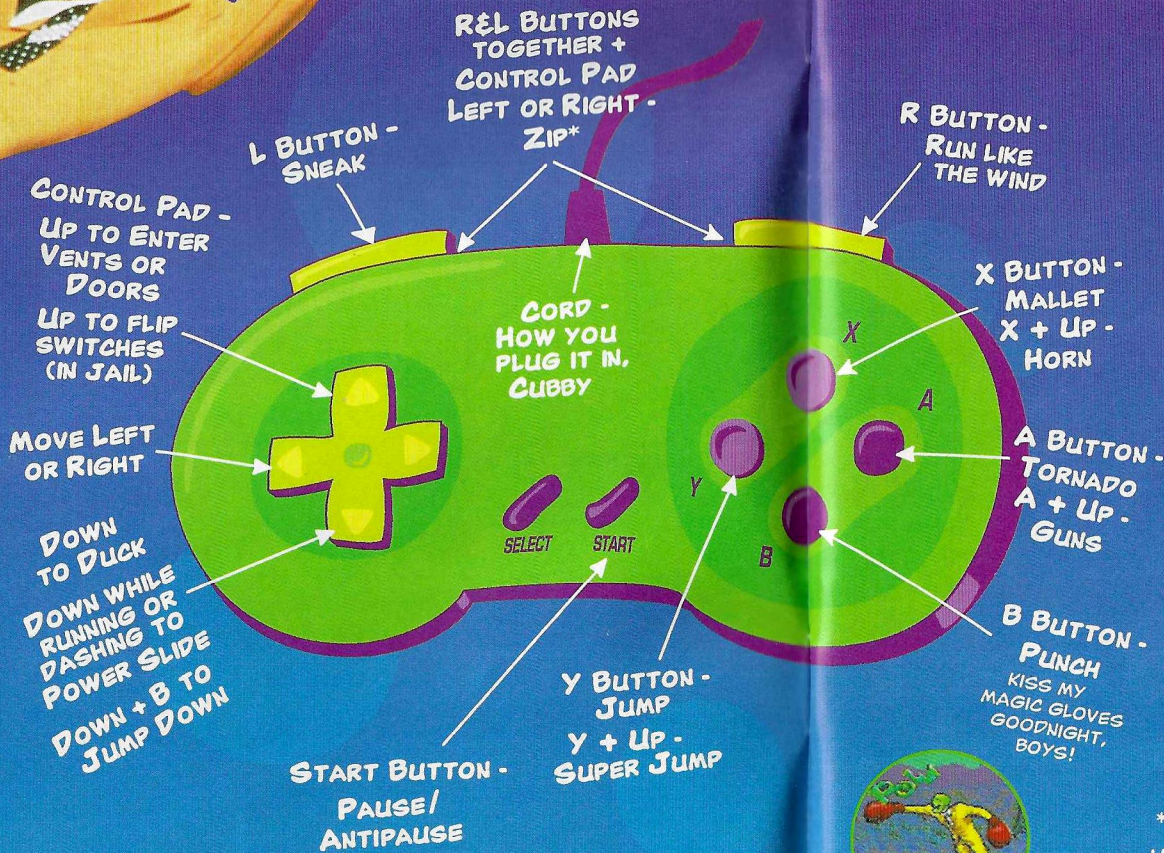 R&L BUTTONS
TOGETHER +
CONTROL PAD
LEFT OR RIGHT -
ZIP*
L BUTTON -
SNEAK
R BUTTON -
RUN LIKE
THE WIND
CONTROL PAD -
UP TO ENTER
VENTS OR
DOORS
UP TO FLIP
SWITCHES
(IN JAIL)
CORD -
HOW YOU
PLUG IT IN,
CUBBY
X BUTTON -
MALLET
X + UP -
HORN
X
A
Y
B
MOVE LEFT
OR RIGHT
A BUTTON -
TORNADO
A + UP -
GUNS
SELECT
START
DOWN
TO DUCK
DOWN WHILE
RUNNING OR
DASHING TO
POWER SLIDE
DOWN + B TO
JUMP DOWN
B BUTTON -
PUNCH
KISS MY
MAGIC GLOVES
GOODNIGHT,
BOYS!
Y BUTTON -
JUMP
Y + UP -
SUPER JUMP
START BUTTON -
PAUSE/
ANTIPAUSE
POW
*